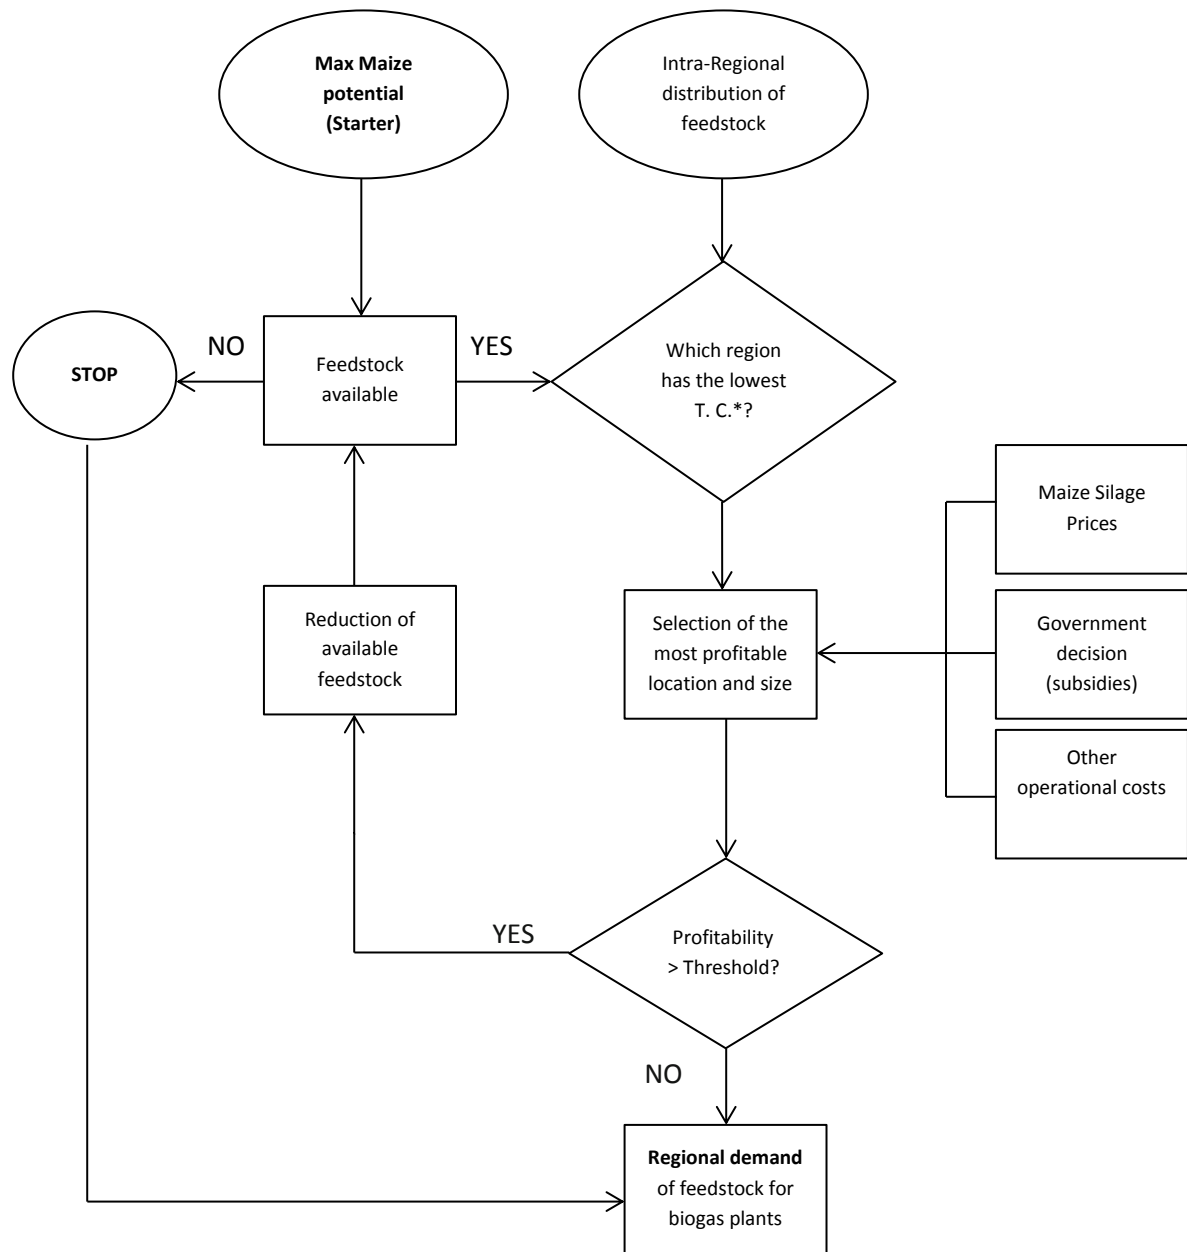 Max Maize
potential
(Starter)
Intra-Regional
distribution of
feedstock
STOP
NO
Feedstock
available
YES
Which region
has the lowest
T. C.*?
Maize Silage
Prices
Reduction of
available
feedstock
Selection of the
most profitable
location and size
Government
decision
(subsidies)
Other
operational costs
YES
Profitability
> Threshold?
NO
Regional demand
of feedstock for
biogas plants